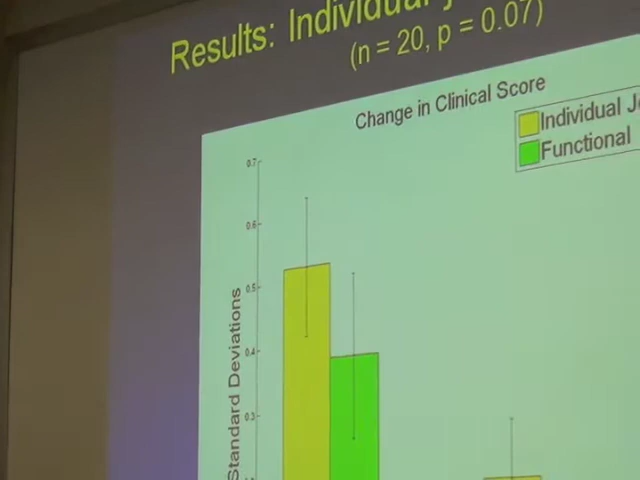 Results: Individual
(n = 20, p = 0.07)
Change in Clinical Score
Individual
Functional
0.7
0.6
0.5
0.4
0.3
Standard Deviations